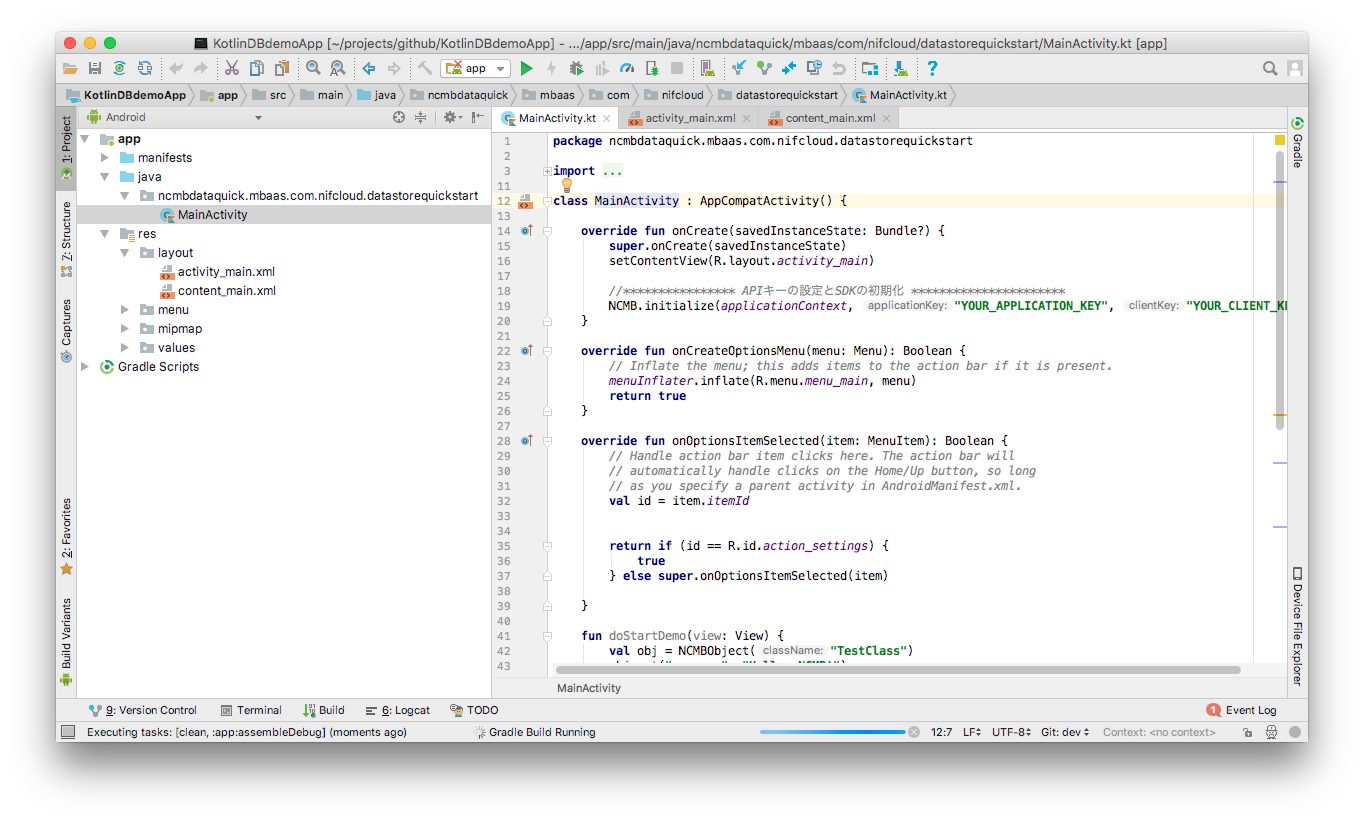 KotlinDBdemoApp [~/projects/github/KotlinDBdemoApp] – .../app/src/main/java/ncmbdataquick/mbaas/com/nifcloud/datastorequickstart/MainActivity.kt [app]
app
KotlinDBdemoApp app src main java ncmbdataquick mbaas com nifcloud datastorequickstart MainActivity.kt
1: Project
7: Structure
Captures
2: Favorites
Build Variants
Android
app
manifests
java
ncmbdataquick.mbaas.com.nifcloud.datastorequickstart
MainActivity
res
layout
activity_main.xml
content_main.xml
menu
mipmap
values
Gradle Scripts
MainActivity.kt activity_main.xml content_main.xml
1 package ncmbdataquick.mbaas.com.nifcloud.datastorequickstart
2
3 import ...
11
12 class MainActivity : AppCompatActivity() {
13
14 override fun onCreate(savedInstanceState: Bundle?) {
15 super.onCreate(savedInstanceState)
16 setContentView(R.layout.activity_main)
17
18 //**************** APIキーの設定とSDKの初期化 **********************
19 NCMB.initialize(applicationContext, applicationKey: "YOUR_APPLICATION_KEY", clientKey: "YOUR_CLIENT_KE
20 }
21
22 override fun onCreateOptionsMenu(menu: Menu): Boolean {
23 // Inflate the menu; this adds items to the action bar if it is present.
24 menuInflater.inflate(R.menu.menu_main, menu)
25 return true
26 }
27
28 override fun onOptionsItemSelected(item: MenuItem): Boolean {
29 // Handle action bar item clicks here. The action bar will
30 // automatically handle clicks on the Home/Up button, so long
31 // as you specify a parent activity in AndroidManifest.xml.
32 val id = item.itemId
33
34
35 return if (id == R.id.action_settings) {
36 true
37 } else super.onOptionsItemSelected(item)
38
39 }
40
41 fun doStartDemo(view: View) {
42 val obj = NCMBObject( className: "TestClass")
43
MainActivity
Gradle
Device File Explorer
9: Version Control Terminal Build 6: Logcat TODO 1 Event Log
Executing tasks: [clean, :app:assembleDebug] (moments ago) Gradle Build Running 12:7 LF UTF-8 Git: dev Context: <no context>